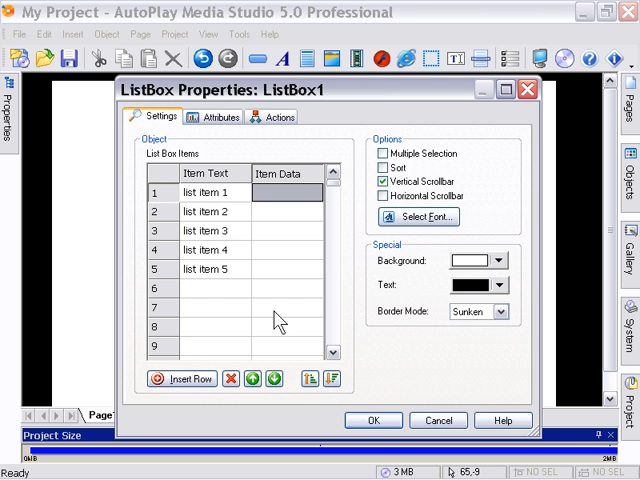 My Project - AutoPlay Media Studio 5.0 Professional
File Edit Insert Object Page Project View Tools Help
Properties
ListBox Properties: ListBox1
Settings Attributes Actions
Object
List Box Items
Item Text Item Data
1 list item 1
2 list item 2
3 list item 3
4 list item 4
5 list item 5
6
7
8
9
Insert Row
Options
Multiple Selection
Sort
Vertical Scrollbar
Horizontal Scrollbar
Select Font...
Special
Background:
Text:
Border Mode: Sunken
OK Cancel Help
Pages
Objects
Gallery
System
Project
Page1
Project Size
0MB 2MB
Ready 3 MB 65,-9 NO SEL NO SEL